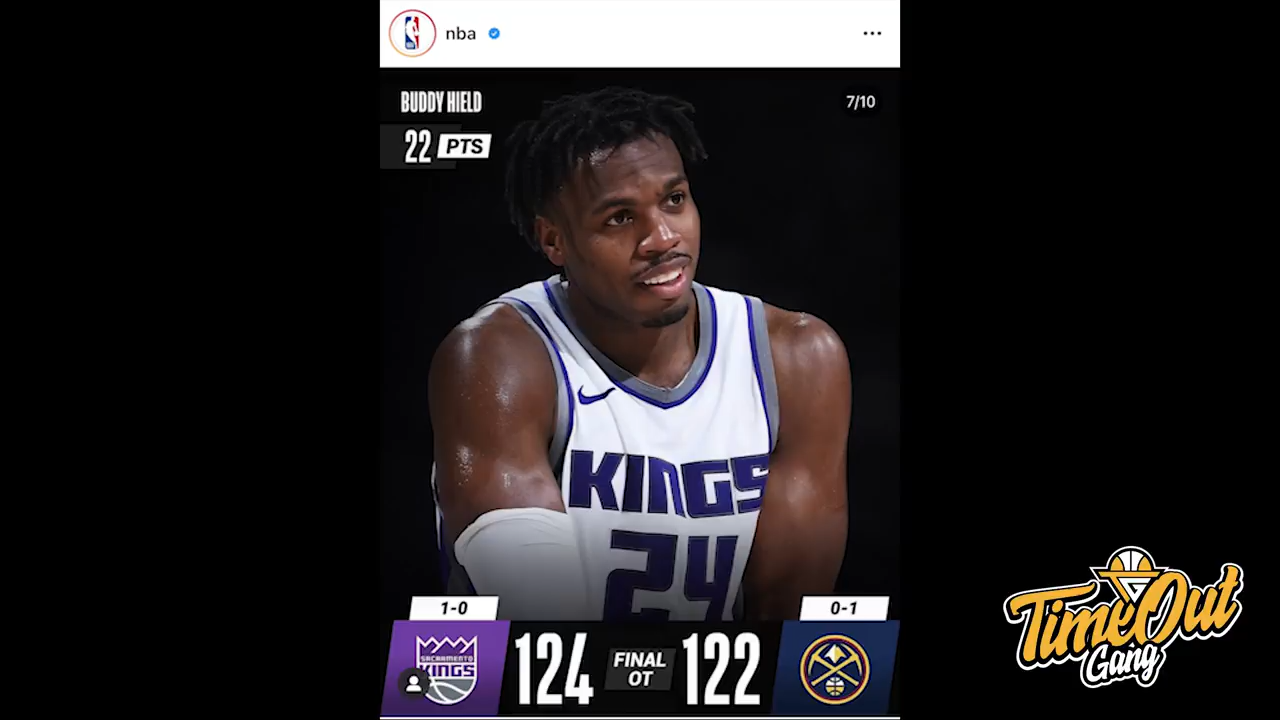 nba
BUDDY HIELD
7/10
22 PTS
KINGS
24
1-0
0-1
SACRAMENTO
KINGS
124
FINAL
OT
122
TimeOut
Gang